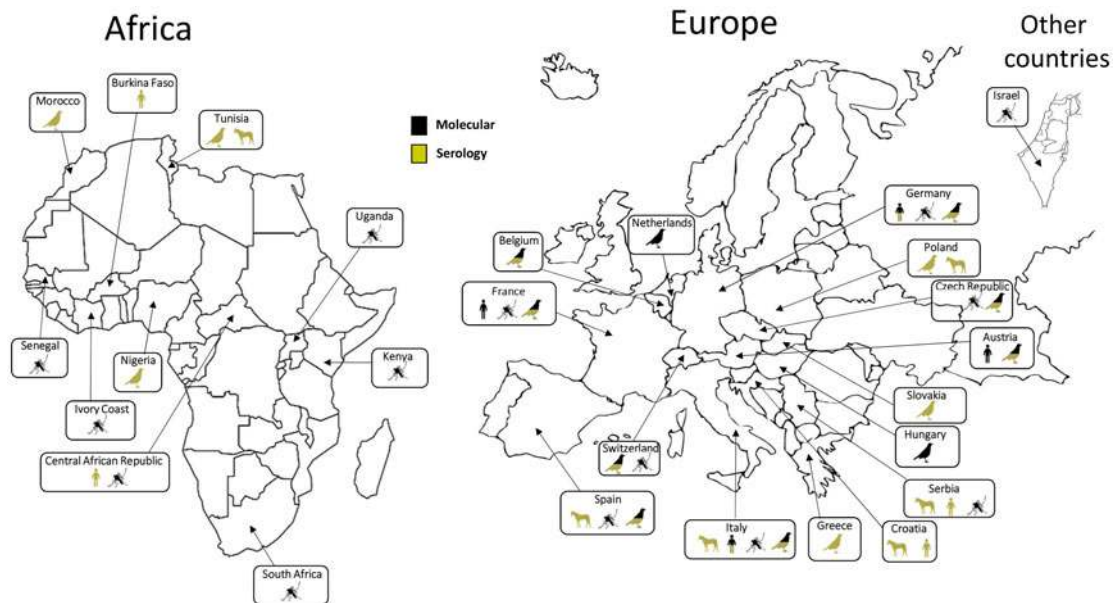 Africa
Europe
Other
countries
Burkina Faso
Morocco
Tunisia
Molecular
Serology
Israel
Uganda
Germany
Netherlands
Belgium
Poland
Czech Republic
France
Austria
Senegal
Nigeria
Kenya
Ivory Coast
Slovakia
Central African Republic
Switzerland
Hungary
Serbia
Spain
Italy
Greece
Croatia
South Africa